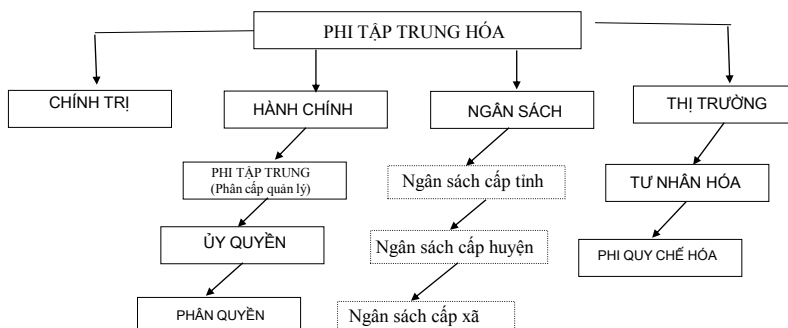 PHI TẬP TRUNG HÓA
CHÍNH TRỊ
HÀNH CHÍNH
NGÂN SÁCH
THỊ TRƯỜNG
PHI TẬP TRUNG
(Phân cấp quản lý)
Ngân sách cấp tỉnh
TƯ NHÂN HÓA
ỦY QUYỀN
Ngân sách cấp huyện
PHI QUY CHẾ HÓA
PHÂN QUYỀN
Ngân sách cấp xã